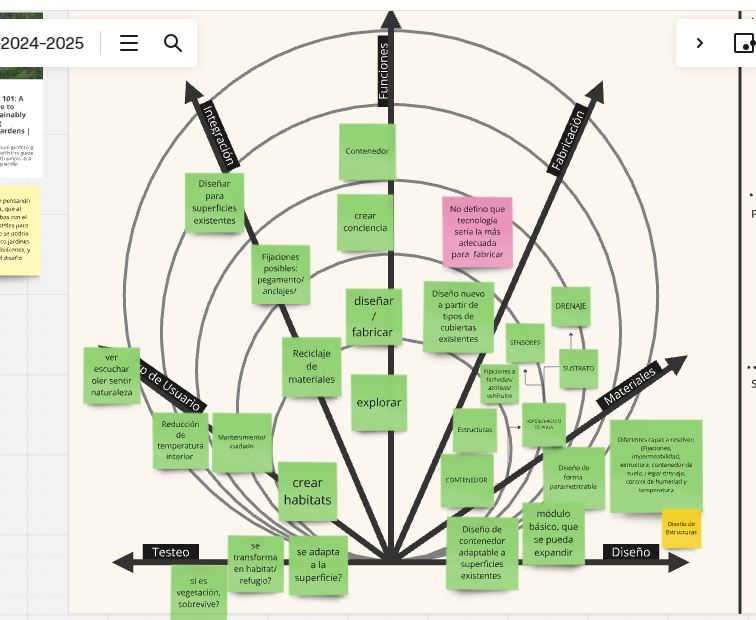 -2024-2025
101: A
e to
ainably
ardens |
Funciones
Integración
Fabricación
Contenedor
Diseñar
para
superficies
existentes
crear
conciencia
No defino que
tecnología
sería la más
adecuada
para fabricar
Fijaciones
posibles:
pegamento/
anclajes/
diseñar
/
fabricar
Diseño nuevo
a partir de
tipos de
cubiertas
existentes
DRENAJE
SENSORES
SUSTRATO
Reciclaje
de
materiales
ver
escuchar
oler sentir
naturaleza
o de Usuario
Fijaciones a
fachadas/
azoteas/
vehículos
Materiales
explorar
Reducción
de
temperatura
interior
Mantenimiento/
cuidado
Estructuras
Diferentes capas a resolver:
(Fijaciones,
impermeabilidad,
estructura, contenedor de
suelo, riego/ drenaje,
control de humedad y
temperatura
crear
habitats
CONTENEDOR
Diseño de
forma
parametrizable
módulo
básico, que
se pueda
expandir
Diseño de
Estructuras
Testeo
se
transforma
en habitat/
refugio?
se adapta
a la
superficie?
Diseño de
contenedor
adaptable a
superficies
existentes
Diseño
si es
vegetación,
sobrevive?